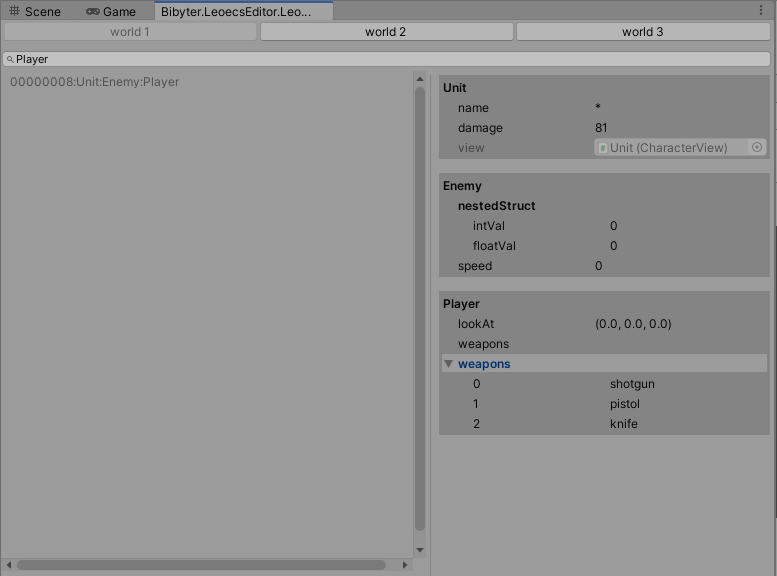 Scene Game Bibyter.LeoecsEditor.Leo...
world 1 world 2 world 3
Player
00000008:Unit:Enemy:Player
Unit
name *
damage 81
view Unit (CharacterView)
Enemy
nestedStruct
intVal 0
floatVal 0
speed 0
Player
lookAt (0.0, 0.0, 0.0)
weapons
weapons
0 shotgun
1 pistol
2 knife